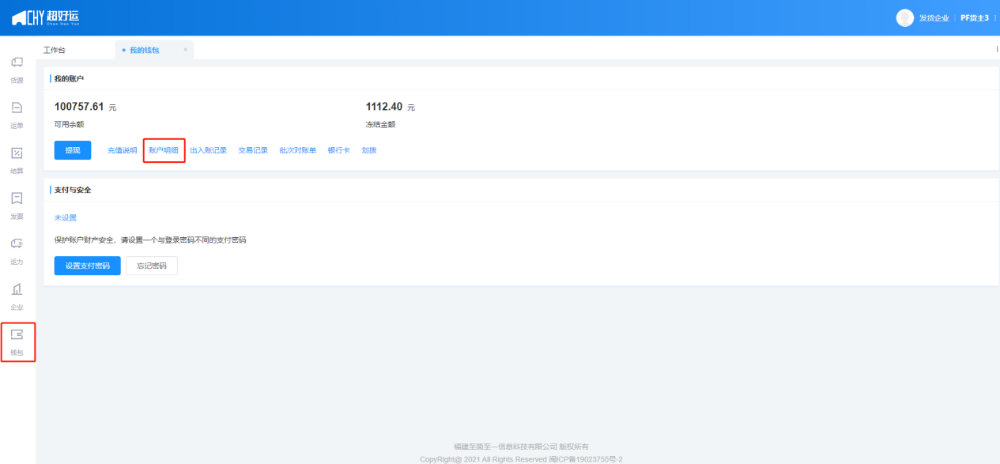 CHY 超好运
Chao Hao Yun
发货企业 PF货主3
工作台 我的钱包
货源
运单
结算
发票
运力
企业
钱包
我的账户
100757.61 元 1112.40 元
可用余额 冻结金额
提现 充值说明 账户明细 出入账记录 交易记录 批次对账单 银行卡 划拨
支付与安全
未设置
保护账户财产安全，请设置一个与登录密码不同的支付密码
设置支付密码 忘记密码
福建至简至一信息科技有限公司 版权所有
CopyRight@ 2021 All Rights Reserved 闽ICP备19023755号-2